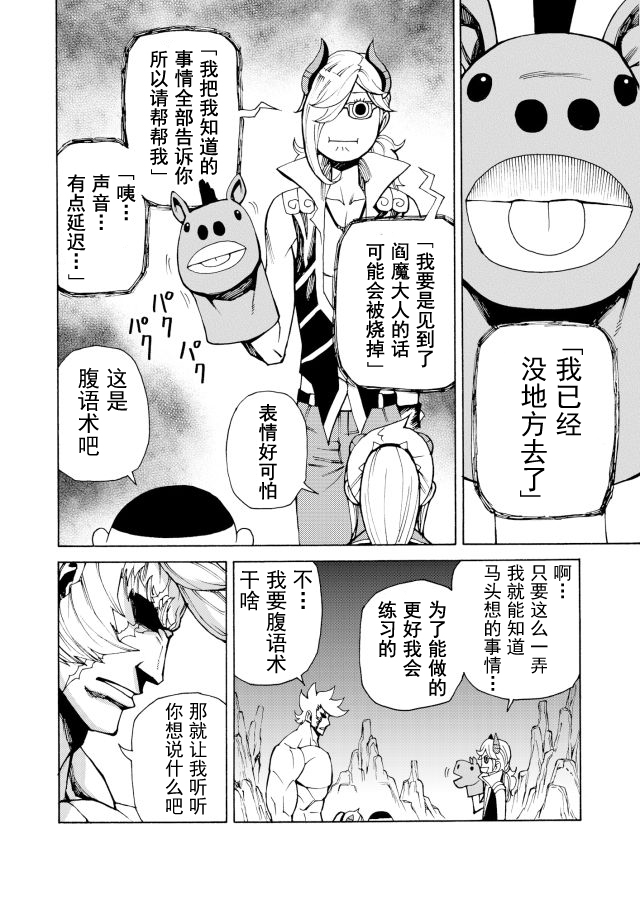 「我已经
没地方去了」
「我要是见到了
阎魔大人的话
可能会被烧掉」
「我把我知道的
事情全部告诉你
所以请帮帮我」
「咦…
声音…
有点延迟…」
パク
パク
表情好可怕
这是
腹语术吧
啊…
只要这么一弄
我就能知道
马头想的事情…
为了能做的
更好我会
练习的
不…
我要腹语术
干啥
那就让我听听
你想说什么吧